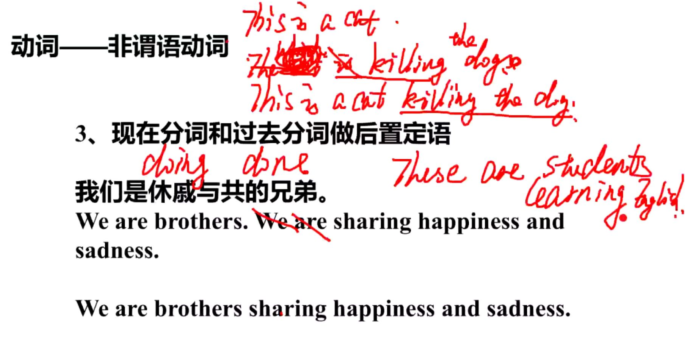 This is a cat.
动词——非谓语动词
is killing the dog.
This is a cat killing the dog.
3、现在分词和过去分词做后置定语
doing done
These are students
learning English.
我们是休戚与共的兄弟。
We are brothers. We are sharing happiness and
sadness.
We are brothers sharing happiness and sadness.